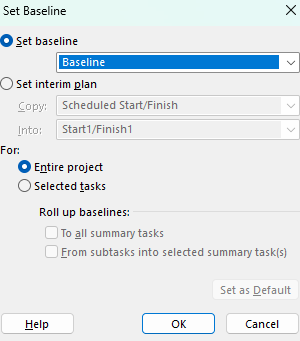 Set Baseline
Set baseline
Baseline
Set interim plan
Copy: Scheduled Start/Finish
Into: Start1/Finish1
For:
Entire project
Selected tasks
Roll up baselines:
To all summary tasks
From subtasks into selected summary task(s)
Set as Default
Help OK Cancel